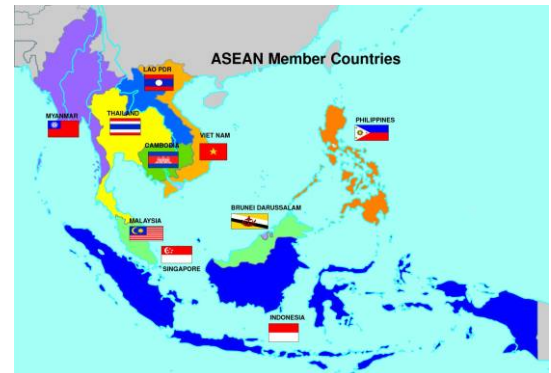 ASEAN Member Countries
LAO PDR
MYANMAR
THAILAND
PHILIPPINES
VIET NAM
CAMBODIA
BRUNEI DARUSSALAM
MALAYSIA
SINGAPORE
INDONESIA